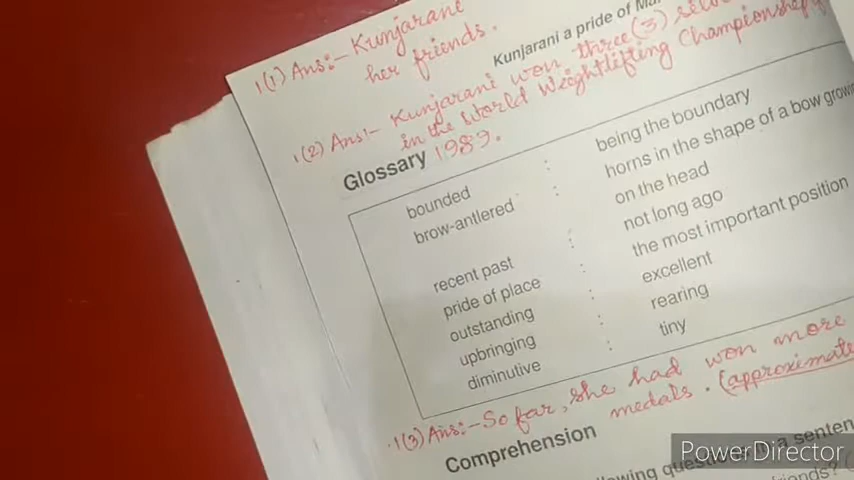 1(1) Ans:- Kunjarani
her friends.
Kunjarani a pride of
1(2) Ans:- Kunjarani won three(3)
in the World Weightlifting Championship
1989.
Glossary
bounded : being the boundary
brow-antlered : horns in the shape of a bow growing
on the head
recent past : not long ago
pride of place : the most important position
outstanding : excellent
upbringing : rearing
diminutive : tiny
1(3) Ans:- So far, she had won more
medals. (approximate
Comprehension
questions a senten
PowerDirector